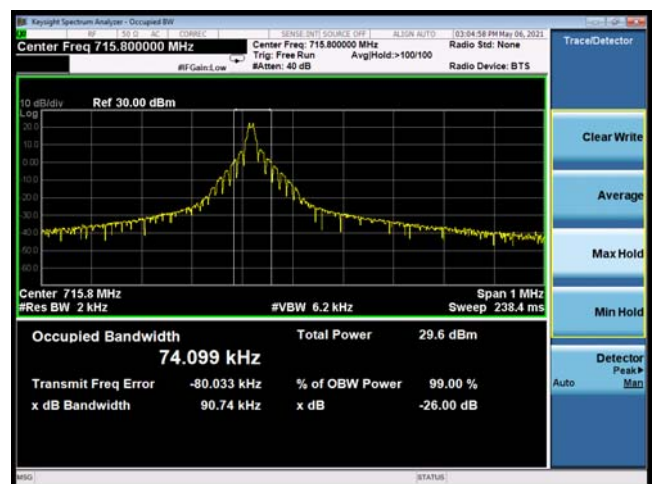 Keysight Spectrum Analyzer - Occupied BW
RF 50 Ω AC CORREC SENSE:INT SOURCE OFF ALIGN AUTO 03:04:58 PM May 06, 2021
Center Freq 715.800000 MHz
Center Freq: 715.800000 MHz
Radio Std: None
Trig: Free Run Avg|Hold:>100/100
#IFGain:Low
#Atten: 40 dB
Radio Device: BTS
Trace/Detector
10 dB/div Ref 30.00 dBm
Log
20.0
10.0
0.00
-10.0
-20.0
-30.0
-40.0
-50.0
-60.0
Center 715.8 MHz
Span 1 MHz
#Res BW 2 kHz
#VBW 6.2 kHz
Sweep 238.4 ms
Clear Write
Average
Max Hold
Min Hold
Detector
Peak▶
Auto Man
Occupied Bandwidth
74.099 kHz
Total Power 29.6 dBm
Transmit Freq Error -80.033 kHz
% of OBW Power 99.00 %
x dB Bandwidth 90.74 kHz
x dB -26.00 dB
MSG
STATUS